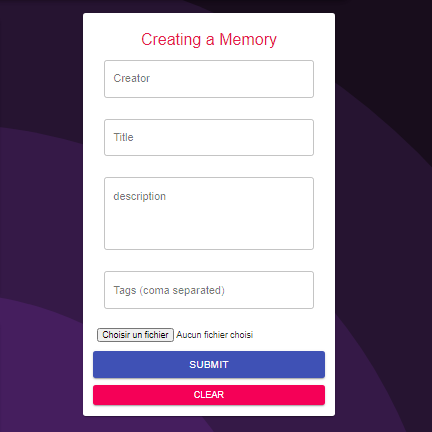 Creating a Memory
Creator
Title
description
Tags (coma separated)
Choisir un fichier Aucun fichier choisi
SUBMIT
CLEAR